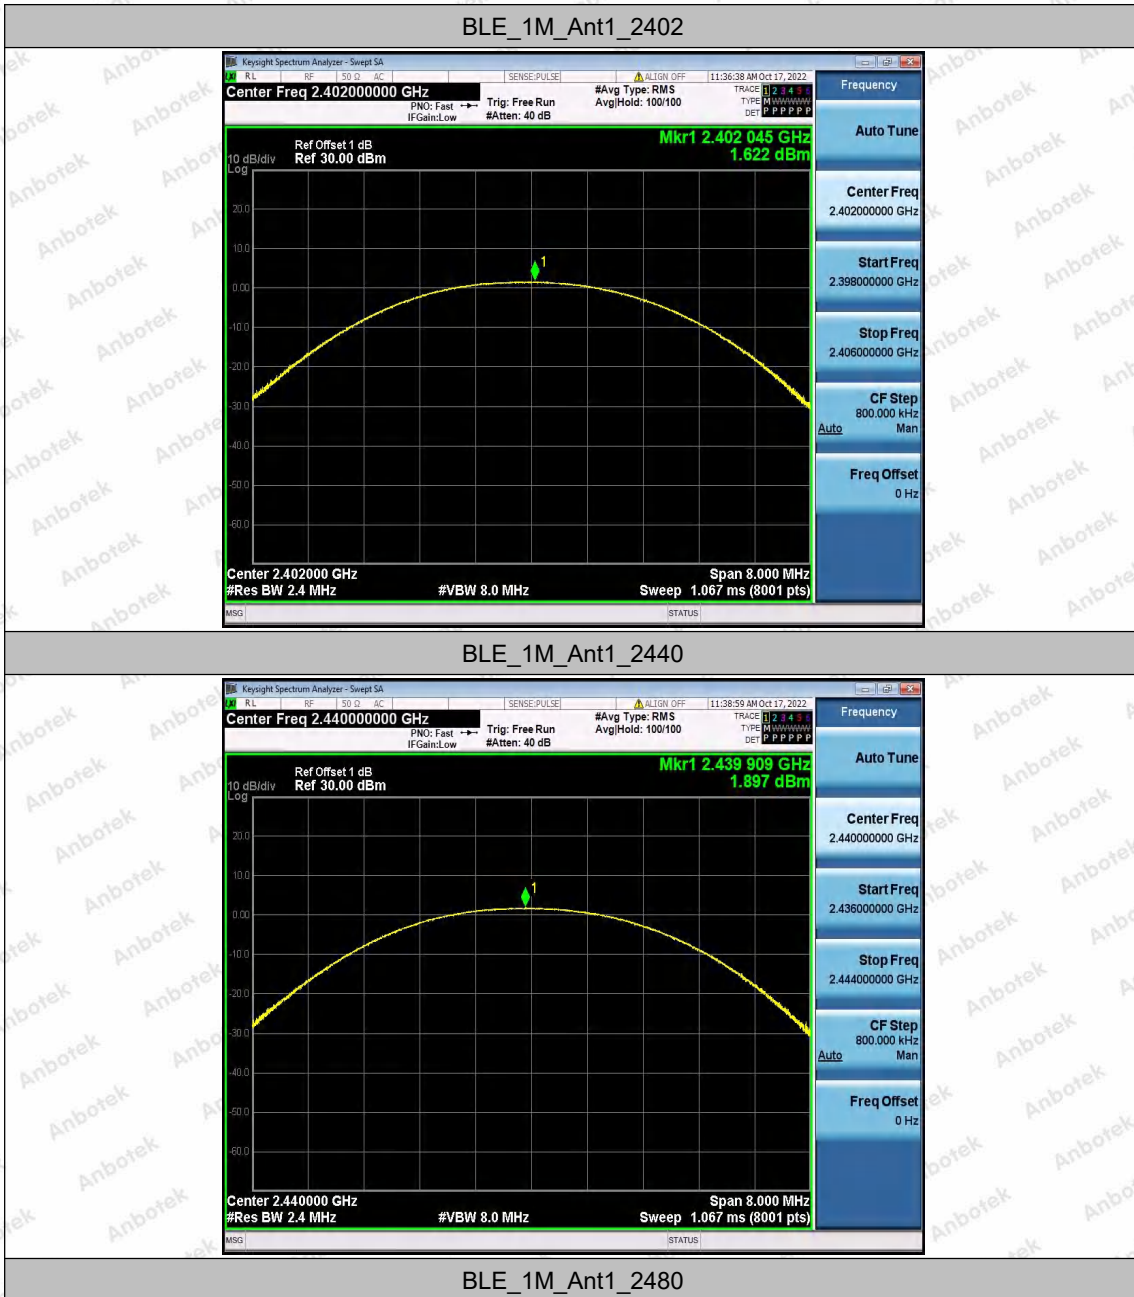 BLE_1M_Ant1_2402
Keysight Spectrum Analyzer - Swept SA
RL RF 50 Ω AC SENSE:PULSE ALIGN OFF 11:36:38 AM Oct 17, 2022
Center Freq 2.402000000 GHz
PNO: Fast
IFGain:Low
Trig: Free Run
#Atten: 40 dB
#Avg Type: RMS
Avg|Hold: 100/100
TRACE 1 2 3 4 5 6
TYPE M WWWWW
DET P P P P P P
Ref Offset 1 dB
10 dB/div Ref 30.00 dBm
Log
Mkr1 2.402 045 GHz
1.622 dBm
20.0
10.0
1
0.00
-10.0
-20.0
-30.0
-40.0
-50.0
-60.0
Center 2.402000 GHz Span 8.000 MHz
#Res BW 2.4 MHz #VBW 8.0 MHz Sweep 1.067 ms (8001 pts)
MSG STATUS
Frequency
Auto Tune
Center Freq
2.402000000 GHz
Start Freq
2.398000000 GHz
Stop Freq
2.406000000 GHz
CF Step
800.000 kHz
Auto Man
Freq Offset
0 Hz
BLE_1M_Ant1_2440
Keysight Spectrum Analyzer - Swept SA
RL RF 50 Ω AC SENSE:PULSE ALIGN OFF 11:38:59 AM Oct 17, 2022
Center Freq 2.440000000 GHz
PNO: Fast
IFGain:Low
Trig: Free Run
#Atten: 40 dB
#Avg Type: RMS
Avg|Hold: 100/100
TRACE 1 2 3 4 5 6
TYPE M WWWWW
DET P P P P P P
Ref Offset 1 dB
10 dB/div Ref 30.00 dBm
Log
Mkr1 2.439 909 GHz
1.897 dBm
20.0
10.0
1
0.00
-10.0
-20.0
-30.0
-40.0
-50.0
-60.0
Center 2.440000 GHz Span 8.000 MHz
#Res BW 2.4 MHz #VBW 8.0 MHz Sweep 1.067 ms (8001 pts)
MSG STATUS
Frequency
Auto Tune
Center Freq
2.440000000 GHz
Start Freq
2.436000000 GHz
Stop Freq
2.444000000 GHz
CF Step
800.000 kHz
Auto Man
Freq Offset
0 Hz
BLE_1M_Ant1_2480
Anbotek